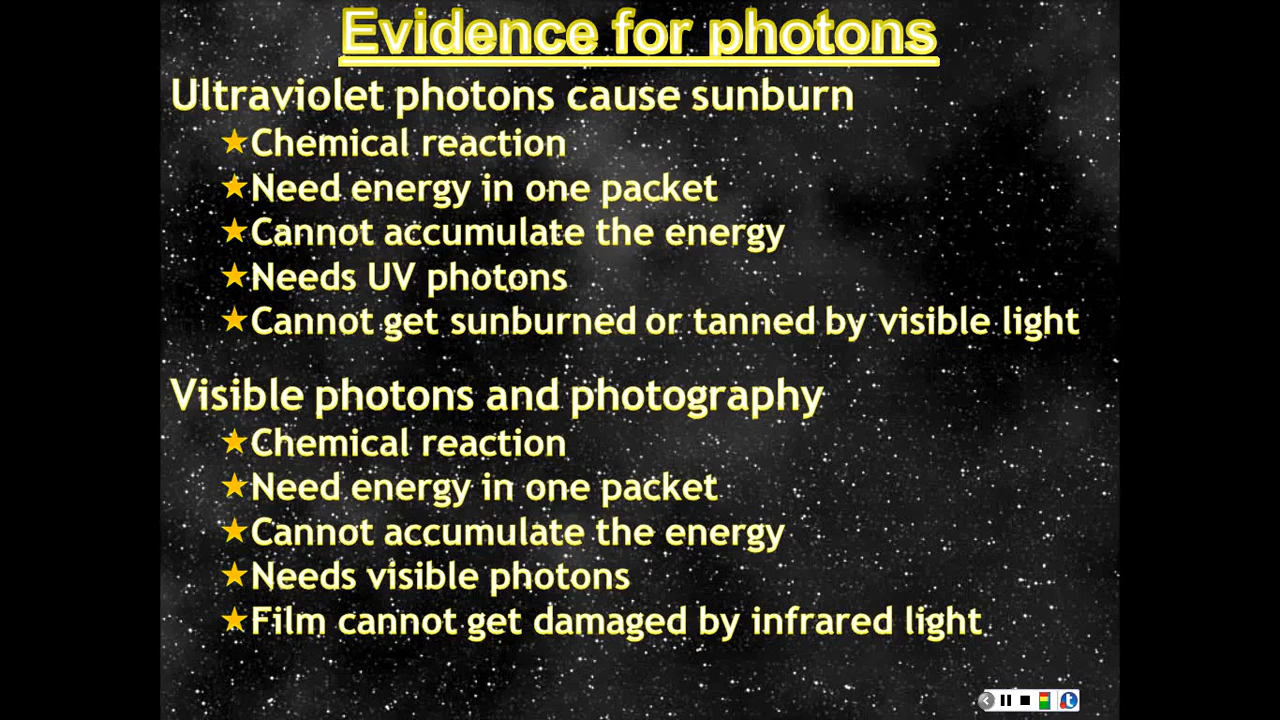 Evidence for photons
Ultraviolet photons cause sunburn
Chemical reaction
Need energy in one packet
Cannot accumulate the energy
Needs UV photons
Cannot get sunburned or tanned by visible light
Visible photons and photography
Chemical reaction
Need energy in one packet
Cannot accumulate the energy
Needs visible photons
Film cannot get damaged by infrared light